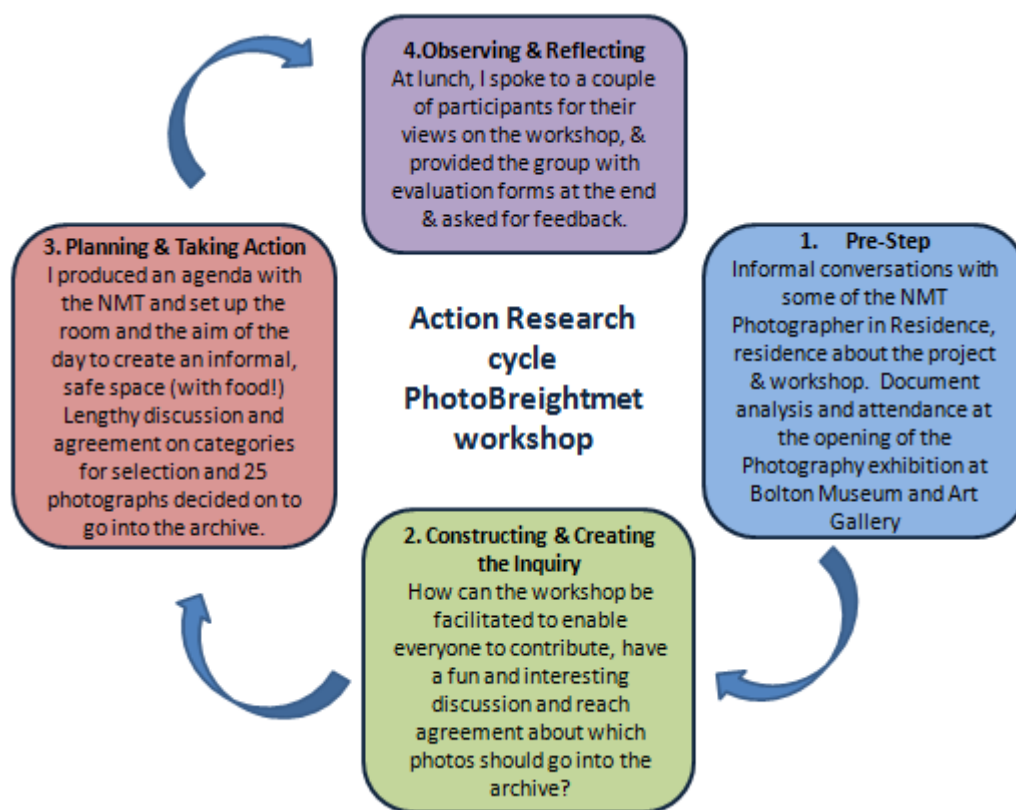 4.Observing & Reflecting
At lunch, I spoke to a couple
of participants for their
views on the workshop, &
provided the group with
evaluation forms at the end
& asked for feedback.
3. Planning & Taking Action
I produced an agenda with
the NMT and set up the
room and the aim of the
day to create an informal,
safe space (with food!)
Lengthy discussion and
agreement on categories
for selection and 25
photographs decided on to
go into the archive.
Action Research
cycle
PhotoBreightmet
workshop
1. Pre-Step
Informal conversations with
some of the NMT
Photographer in Residence,
residence about the project
& workshop. Document
analysis and attendance at
the opening of the
Photography exhibition at
Bolton Museum and Art
Gallery
2. Constructing & Creating
the Inquiry
How can the workshop be
facilitated to enable
everyone to contribute, have
a fun and interesting
discussion and reach
agreement about which
photos should go into the
archive?